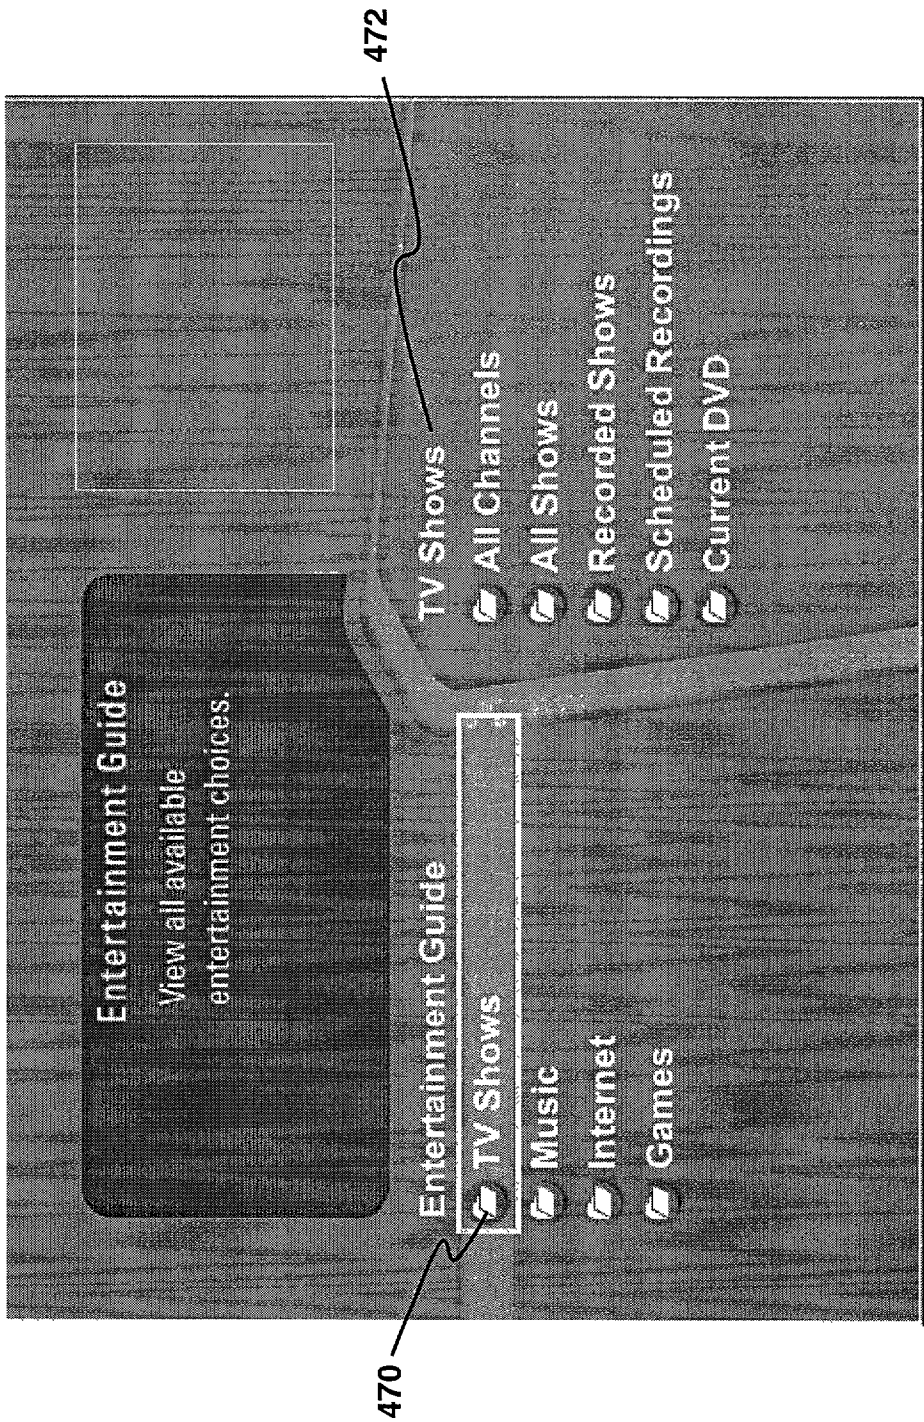 472
Entertainment Guide
View all available
entertainment choices.
Entertainment Guide
TV Shows
Music
Internet
Games
TV Shows
All Channels
All Shows
Recorded Shows
Scheduled Recordings
Current DVD
470